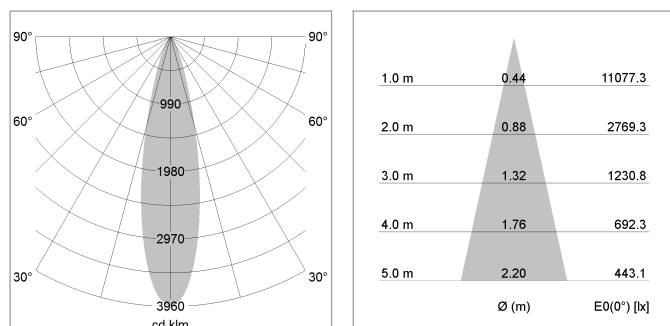 90° 90°
990
60° 60°
1980
2970
30° 30°
3960
cd klm
1.0 m 0.44 11077.3
2.0 m 0.88 2769.3
3.0 m 1.32 1230.8
4.0 m 1.76 692.3
5.0 m 2.20 443.1
Ø (m) E0(0°) [lx]